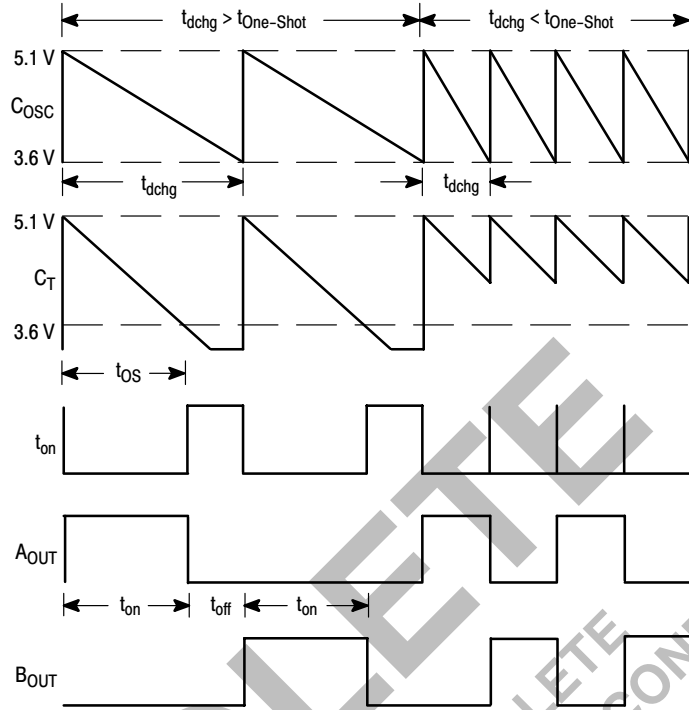 tdchg > tOne-Shot
tdchg < tOne-Shot
5.1 V
COSC
3.6 V
tdchg
tdchg
5.1 V
CT
3.6 V
tOS
ton
AOUT
ton
toff
ton
BOUT